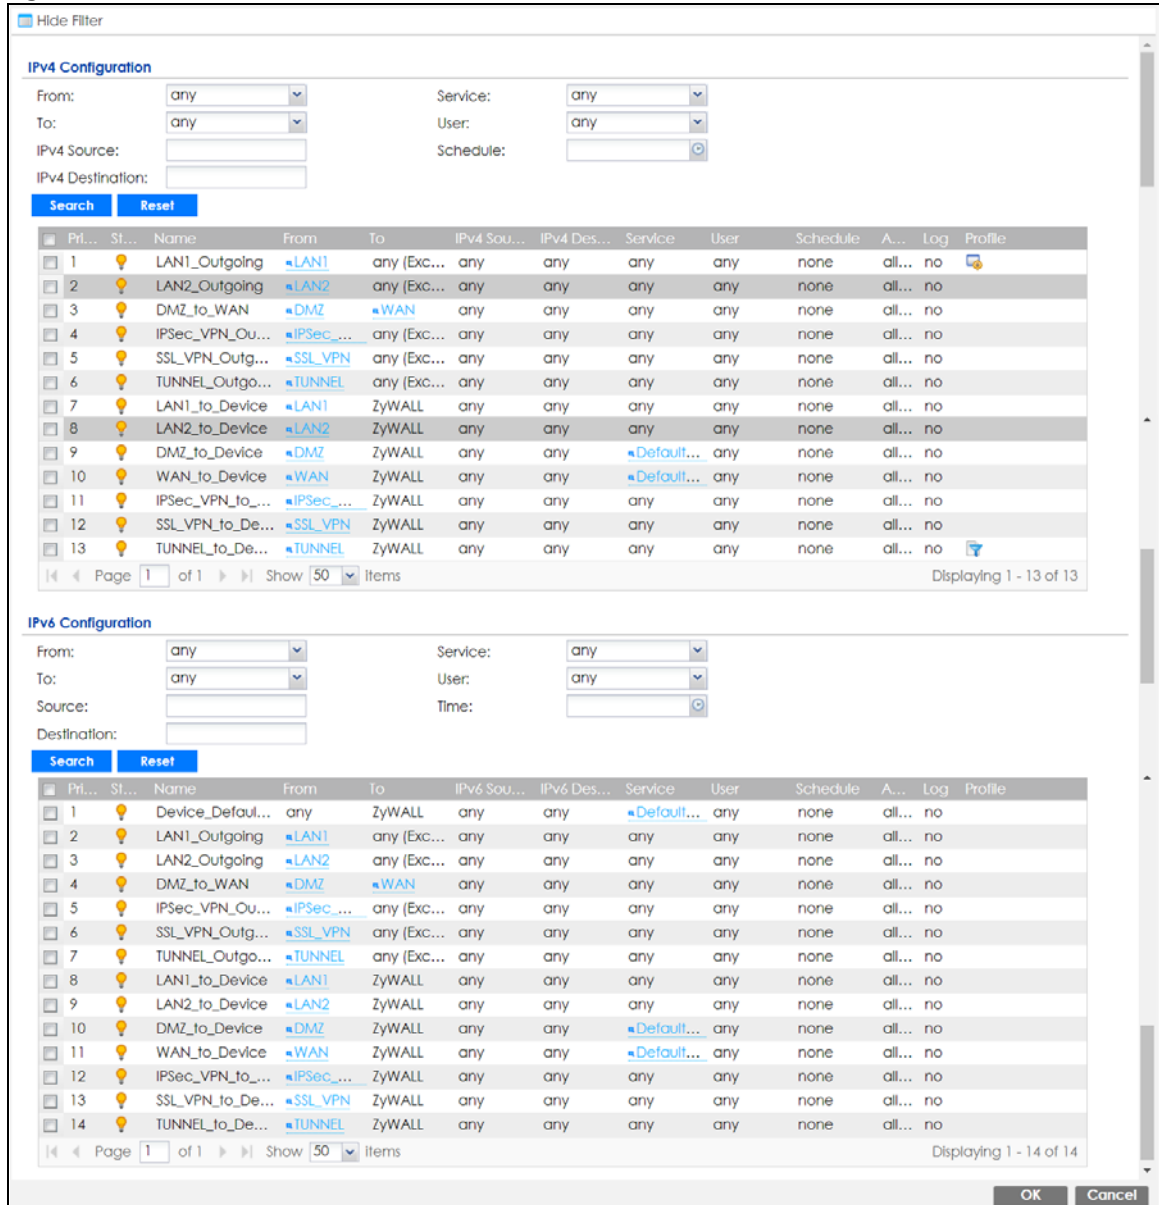 Hide Filter
IPv4 Configuration
From: any Service: any
To: any User: any
IPv4 Source: Schedule:
IPv4 Destination:
Search Reset
Pri... St... Name From To IPv4 Sou... IPv4 Des... Service User Schedule A... Log Profile
1 LAN1_Outgoing LAN1 any (Exc... any any any any none all... no
2 LAN2_Outgoing LAN2 any (Exc... any any any any none all... no
3 DMZ_to_WAN DMZ WAN any any any any none all... no
4 IPSec_VPN_Ou... IPSec_... any (Exc... any any any any none all... no
5 SSL_VPN_Outg... SSL_VPN any (Exc... any any any any none all... no
6 TUNNEL_Outgo... TUNNEL any (Exc... any any any any none all... no
7 LAN1_to_Device LAN1 ZyWALL any any any any none all... no
8 LAN2_to_Device LAN2 ZyWALL any any any any none all... no
9 DMZ_to_Device DMZ ZyWALL any any Default... any none all... no
10 WAN_to_Device WAN ZyWALL any any Default... any none all... no
11 IPSec_VPN_to_... IPSec_... ZyWALL any any any any none all... no
12 SSL_VPN_to_De... SSL_VPN ZyWALL any any any any none all... no
13 TUNNEL_to_De... TUNNEL ZyWALL any any any any none all... no
Page 1 of 1 Show 50 Items Displaying 1 - 13 of 13
IPv6 Configuration
From: any Service: any
To: any User: any
Source: Time:
Destination:
Search Reset
Pri... St... Name From To IPv6 Sou... IPv6 Des... Service User Schedule A... Log Profile
1 Device_Defaul... any ZyWALL any any Default... any none all... no
2 LAN1_Outgoing LAN1 any (Exc... any any any any none all... no
3 LAN2_Outgoing LAN2 any (Exc... any any any any none all... no
4 DMZ_to_WAN DMZ WAN any any any any none all... no
5 IPSec_VPN_Ou... IPSec_... any (Exc... any any any any none all... no
6 SSL_VPN_Outg... SSL_VPN any (Exc... any any any any none all... no
7 TUNNEL_Outgo... TUNNEL any (Exc... any any any any none all... no
8 LAN1_to_Device LAN1 ZyWALL any any any any none all... no
9 LAN2_to_Device LAN2 ZyWALL any any any any none all... no
10 DMZ_to_Device DMZ ZyWALL any any Default... any none all... no
11 WAN_to_Device WAN ZyWALL any any Default... any none all... no
12 IPSec_VPN_to_... IPSec_... ZyWALL any any any any none all... no
13 SSL_VPN_to_De... SSL_VPN ZyWALL any any any any none all... no
14 TUNNEL_to_De... TUNNEL ZyWALL any any any any none all... no
Page 1 of 1 Show 50 Items Displaying 1 - 14 of 14
OK Cancel